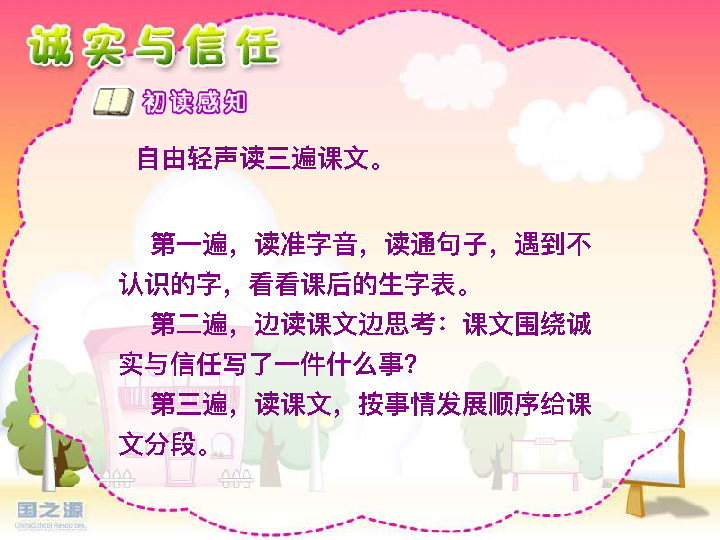 诚实与信任
初读感知
自由轻声读三遍课文。
第一遍，读准字音，读通句子，遇到不
认识的字，看看课后的生字表。
第二遍，边读课文边思考：课文围绕诚
实与信任写了一件什么事？
第三遍，读课文，按事情发展顺序给课
文分段。
国之源